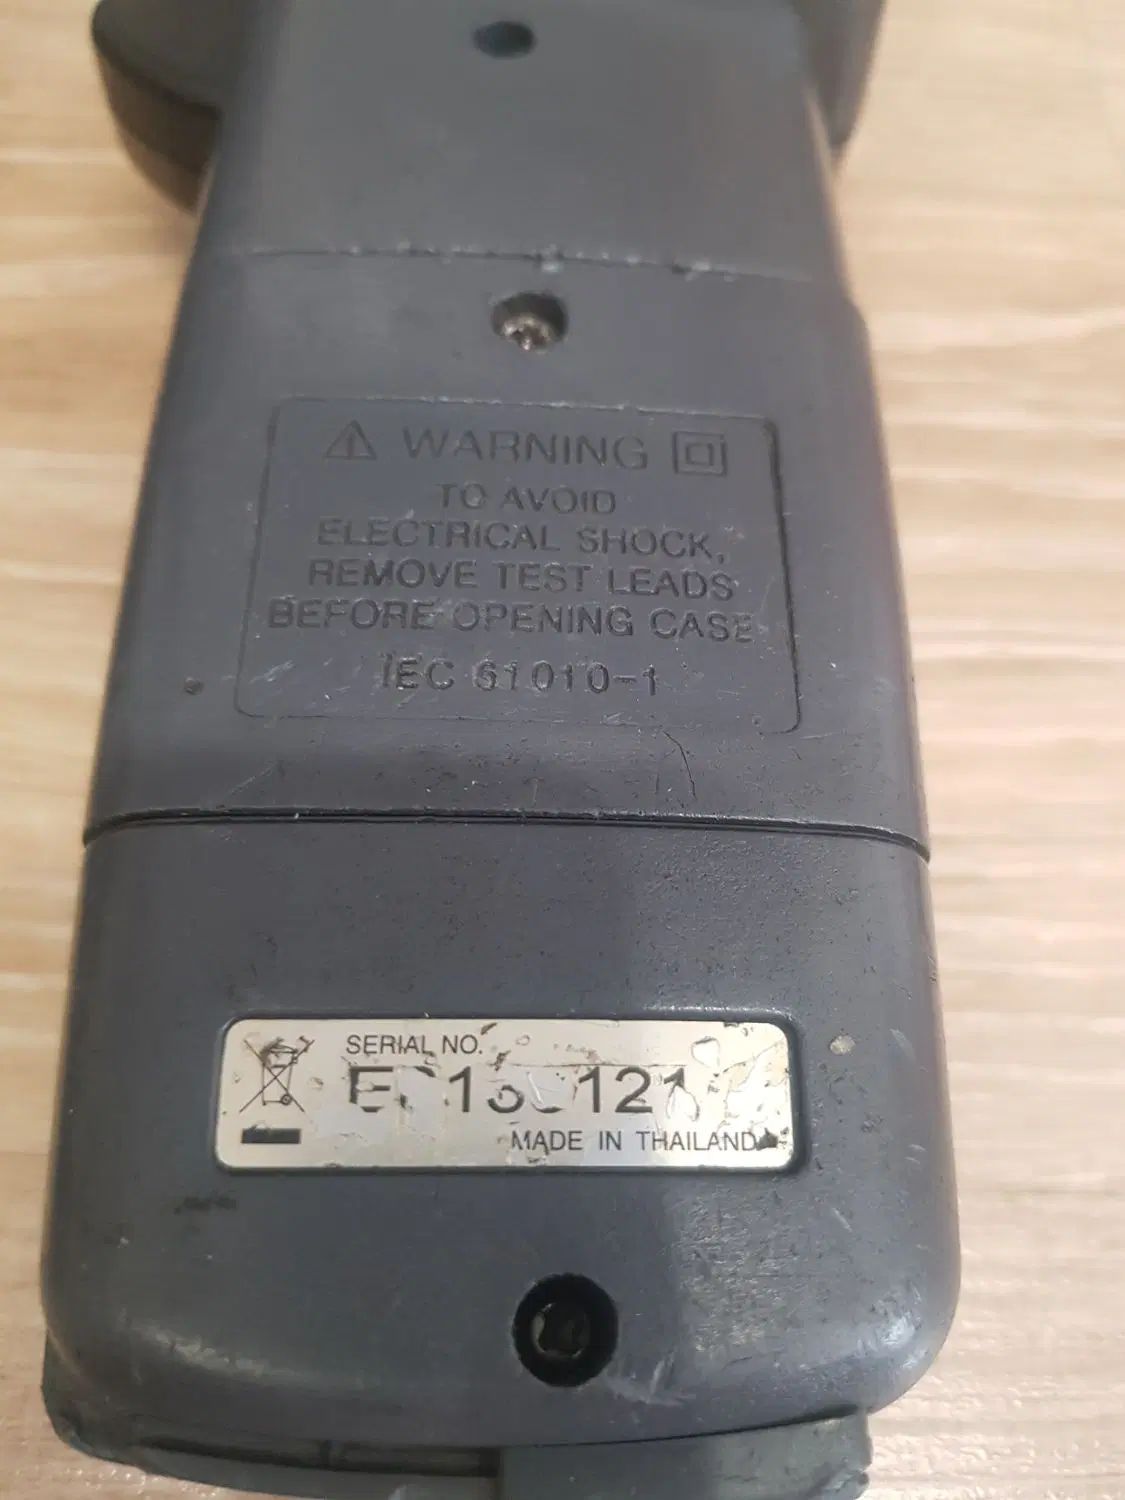 WARNING
TO AVOID
ELECTRICAL SHOCK,
REMOVE TEST LEADS
BEFORE OPENING CASE
IEC 61010-1
SERIAL NO.
MADE IN THAILAND